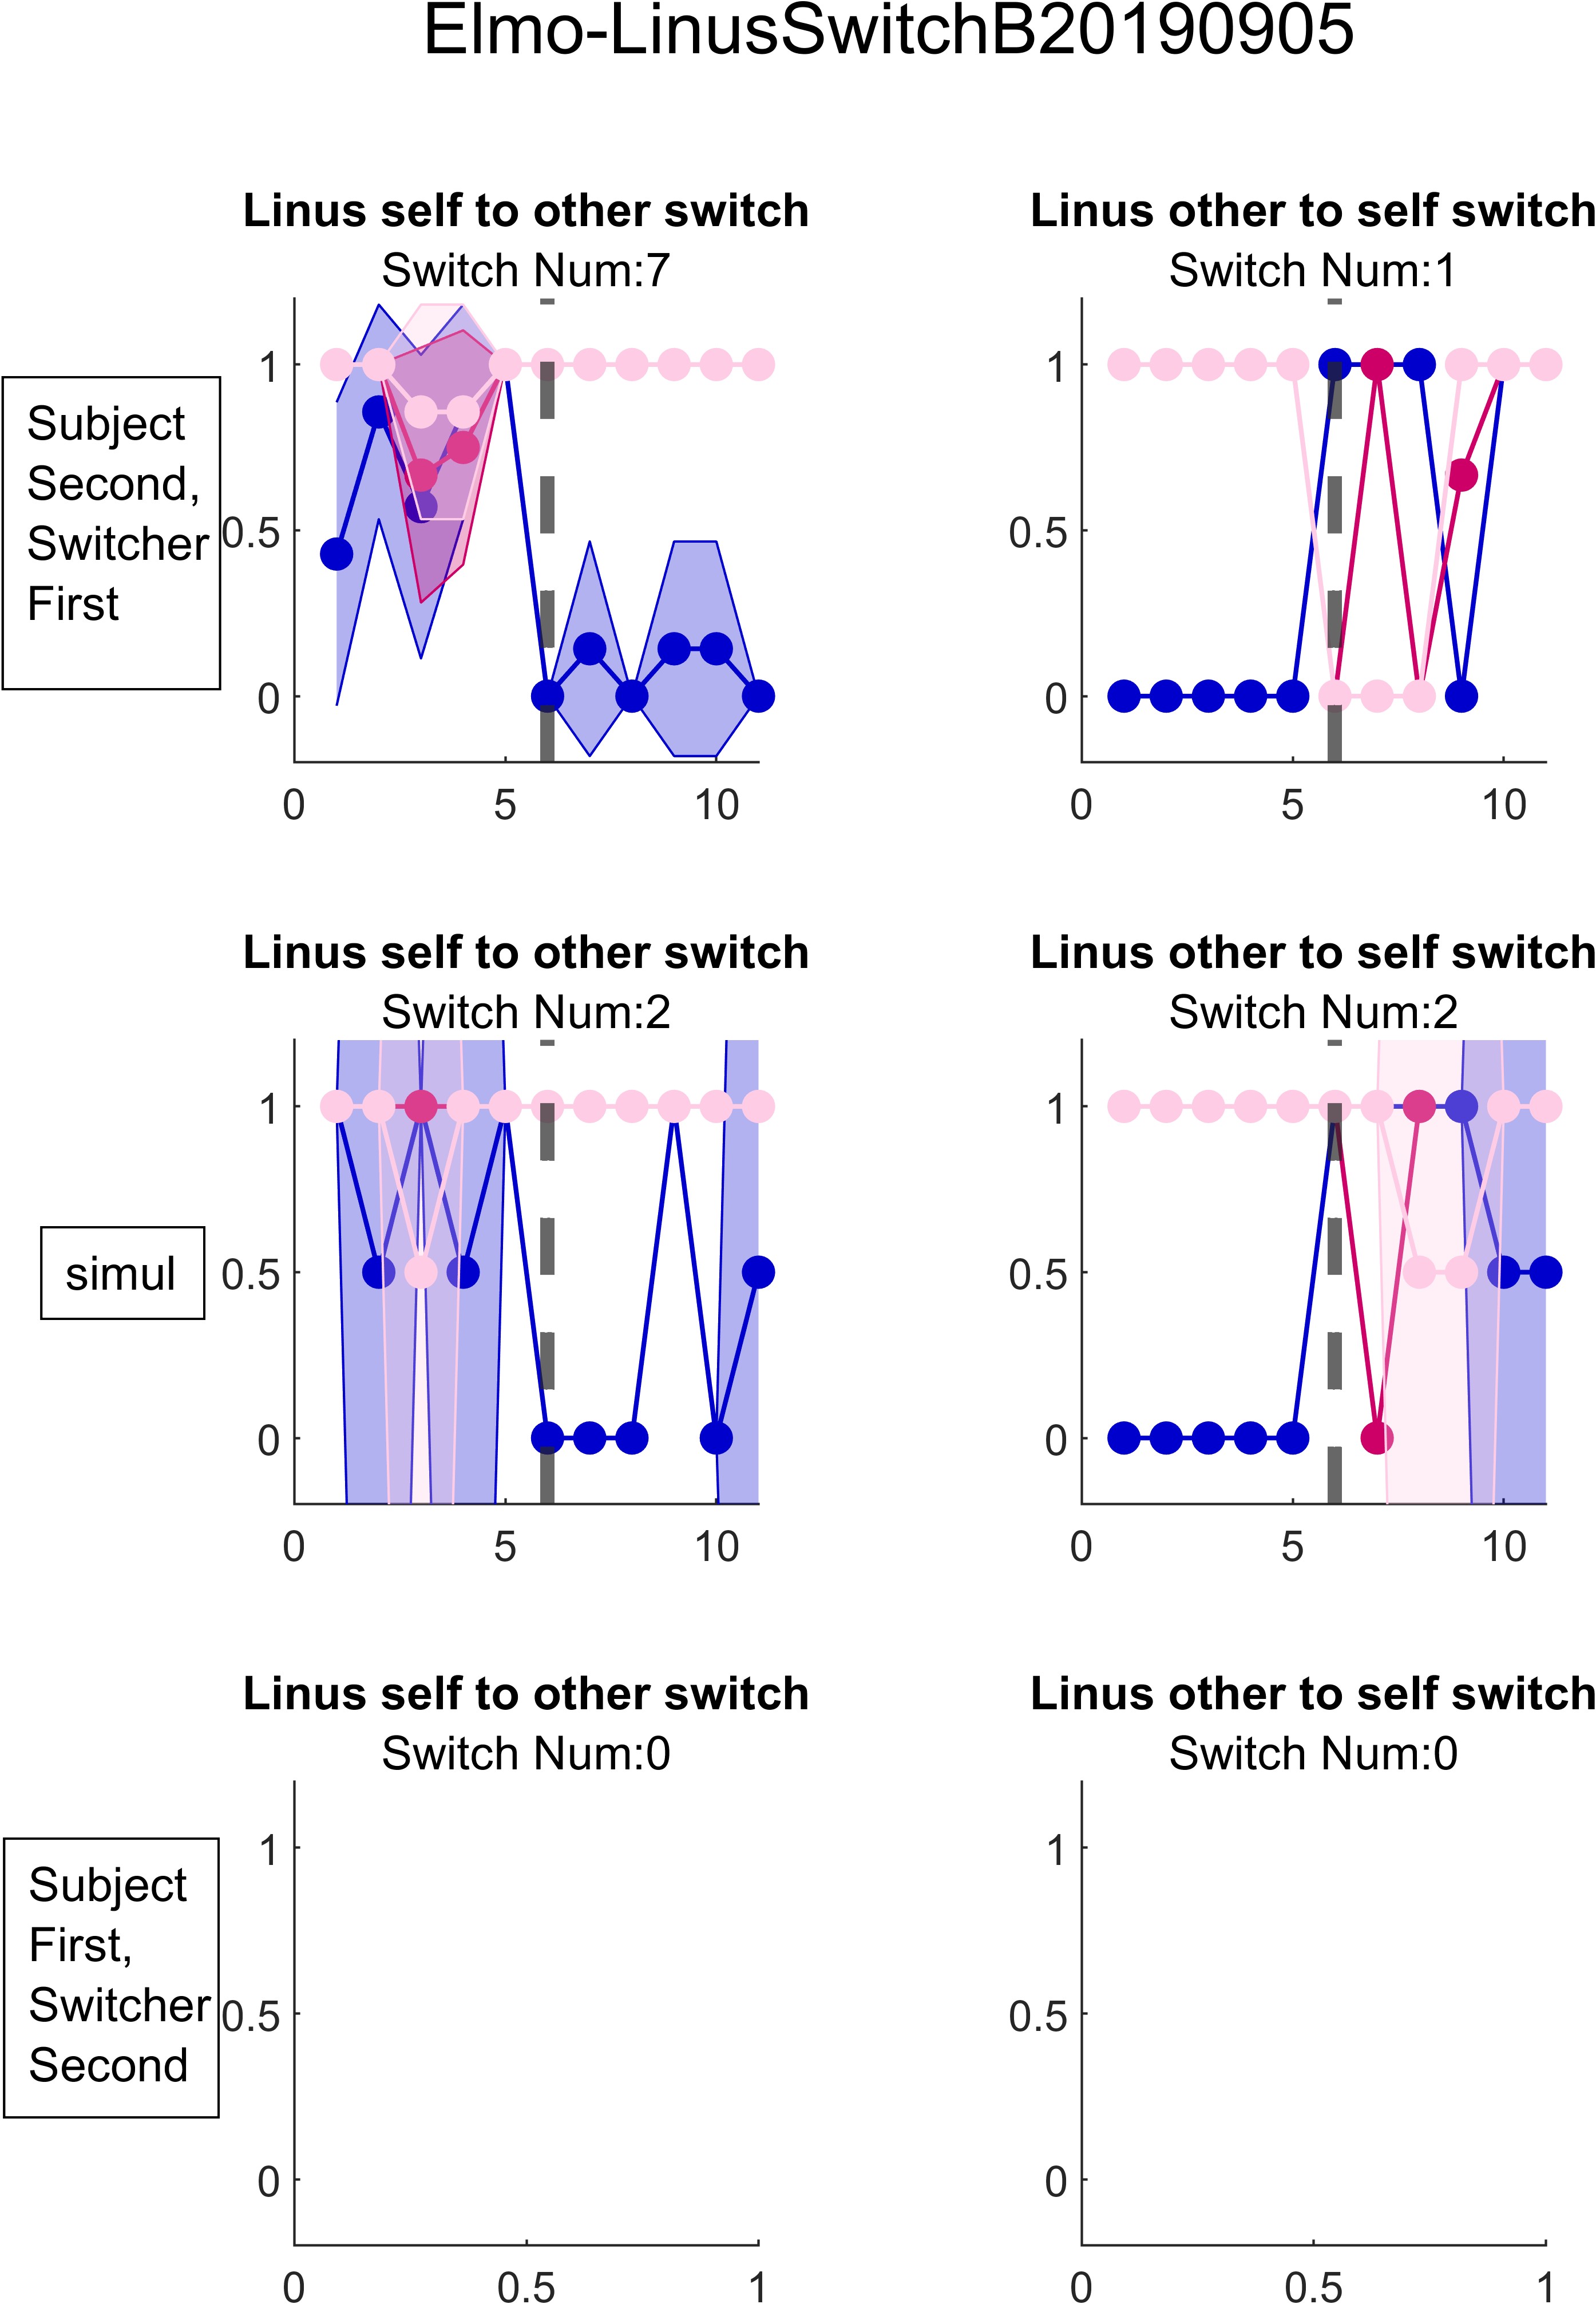 Elmo-LinusSwitchB20190905
Linus self to other switch
Switch Num:7
Linus other to self switch
Switch Num:1
Subject
Second,
Switcher
First
1
0.5
0
0
5
10
1
0.5
0
0
5
10
Linus self to other switch
Switch Num:2
Linus other to self switch
Switch Num:2
simul
1
0.5
0
0
5
10
1
0.5
0
0
5
10
Linus self to other switch
Switch Num:0
Linus other to self switch
Switch Num:0
Subject
First,
Switcher
Second
1
0.5
0
0
0.5
1
1
0.5
0
0
0.5
1